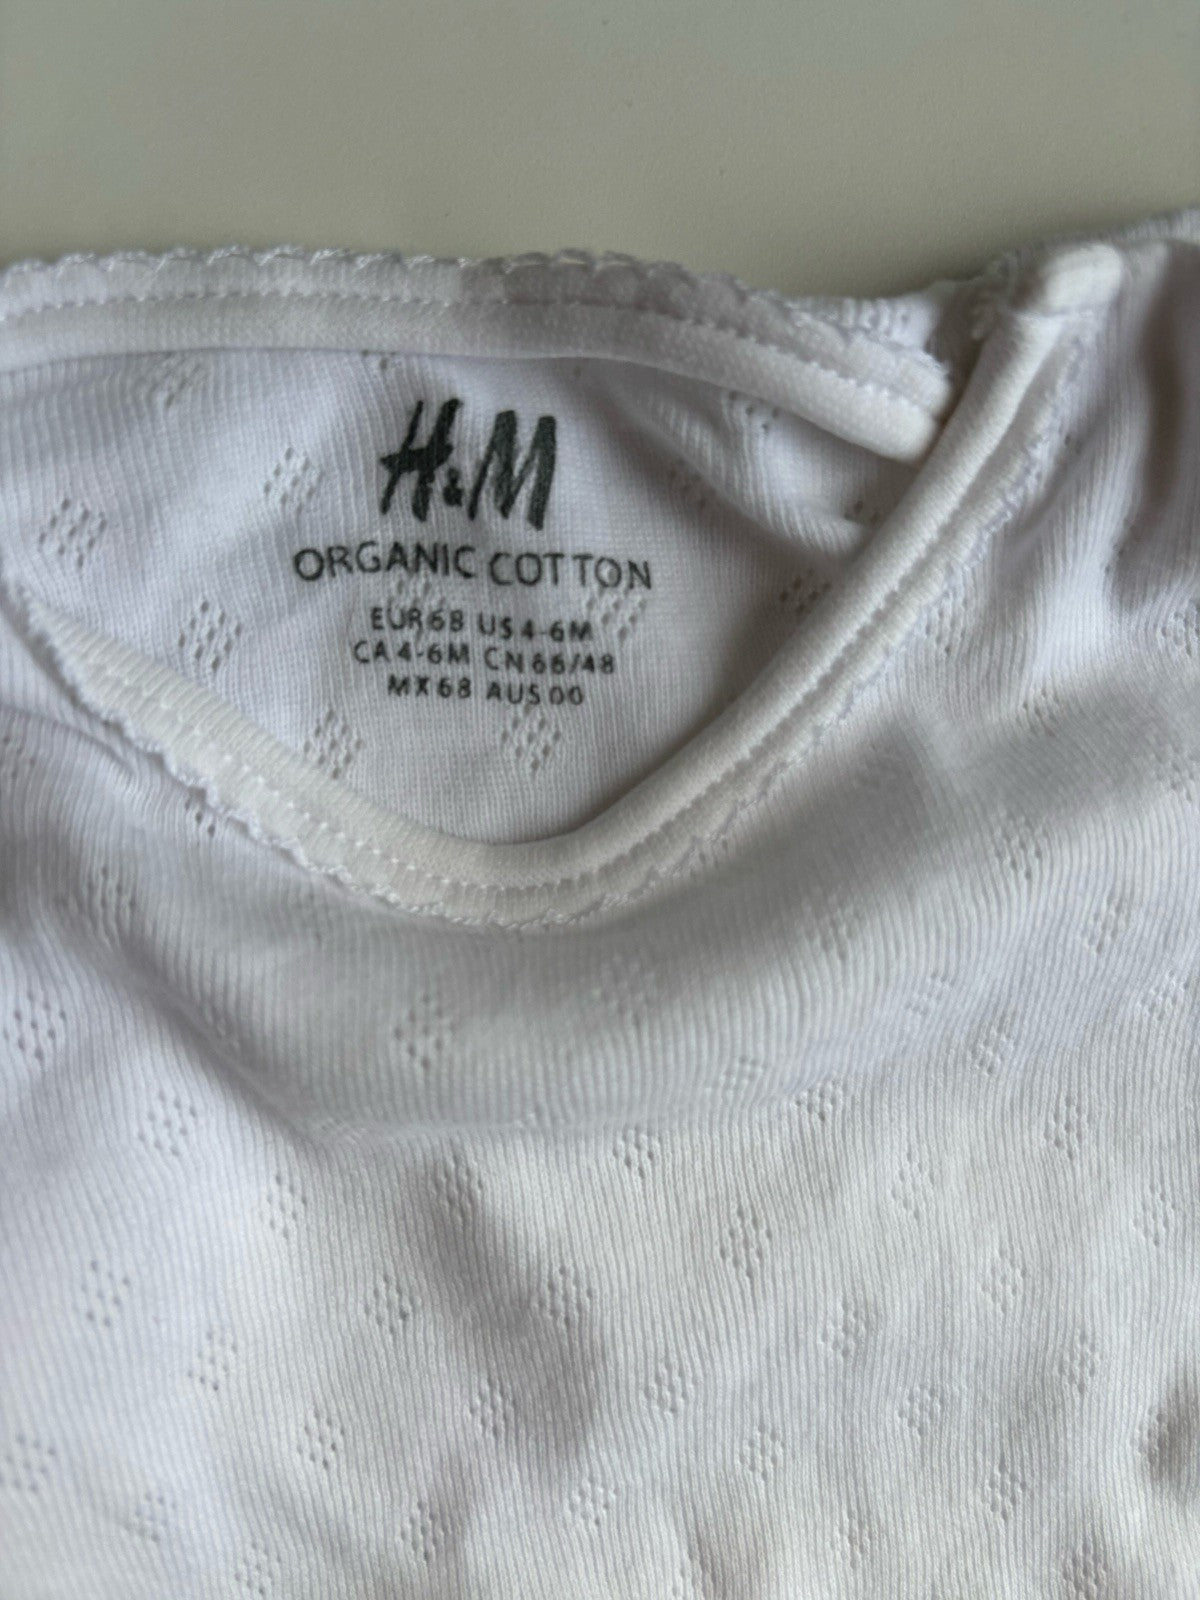 H&M
ORGANIC COTTON
EUR 68 US 4-6M
CA 4-6M CN 66/48
MX 68 AUS 00